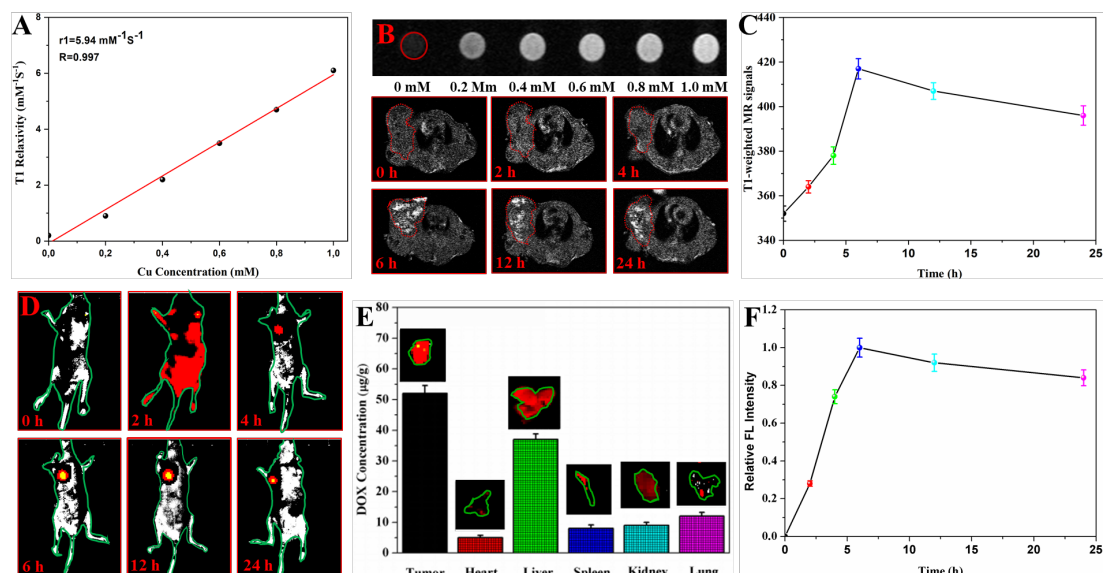 A
r1=5.94 mM⁻¹S⁻¹
R=0.997
T1 Relaxivity (mM⁻¹S⁻¹)
6
4
2
0
0,0 0,2 0,4 0,6 0,8 1,0
Cu Concentration (mM)
B
0 mM 0.2 Mm 0.4 mM 0.6 mM 0.8 mM 1.0 mM
0 h 2 h 4 h
6 h 12 h 24 h
C
T1-weighted MR signals
440
420
400
380
360
340
0 5 10 15 20 25
Time (h)
D
0 h 2 h 4 h
6 h 12 h 24 h
E
DOX Concentration (µg/g)
80
70
60
50
40
30
20
10
0
Tumor Heart Liver Spleen Kidney Lung
F
Relative FL Intensity
1.2
1.0
0.8
0.6
0.4
0.2
0.0
0 5 10 15 20 25
Time (h)